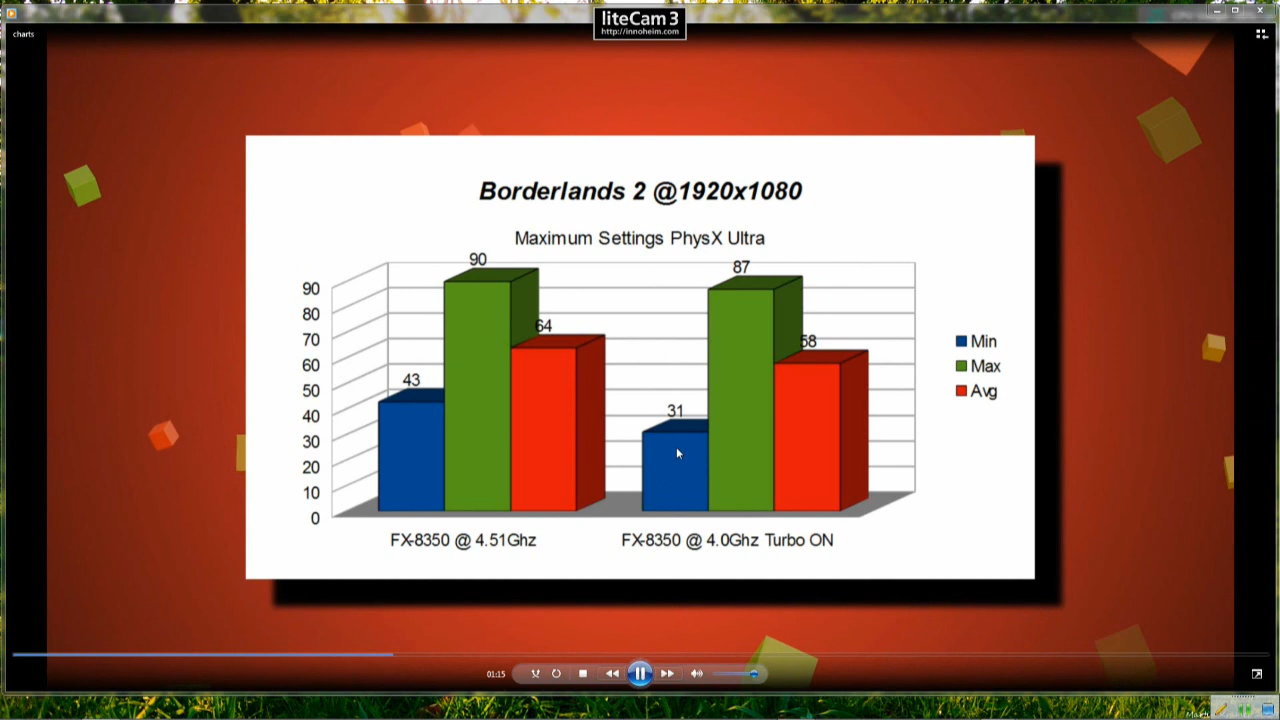 liteCam 3
http://innoheim.com
charts
Borderlands 2 @1920x1080
Maximum Settings PhysX Ultra
90
87
90
80
70
60
50
40
30
20
10
0
64
58
43
31
Min
Max
Avg
FX-8350 @ 4.51Ghz
FX-8350 @ 4.0Ghz Turbo ON
01:15